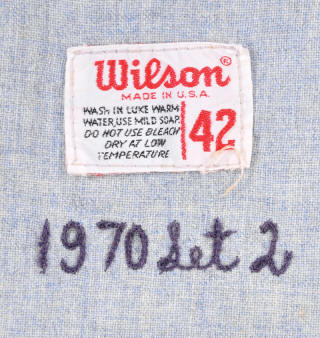 Wilson®
MADE IN U.S.A.
WASH IN LUKE WARM
WATER, USE MILD SOAP.
DO NOT USE BLEACH
DRY AT LOW
TEMPERATURE
42
1970 Set 2